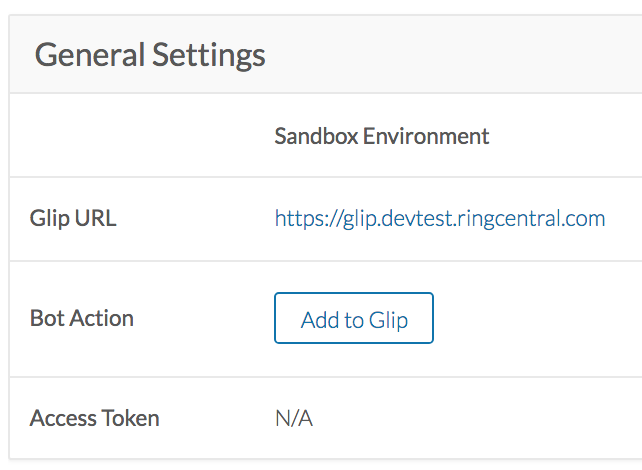 General Settings
Sandbox Environment
Glip URL https://glip.devtest.ringcentral.com
Bot Action Add to Glip
Access Token N/A